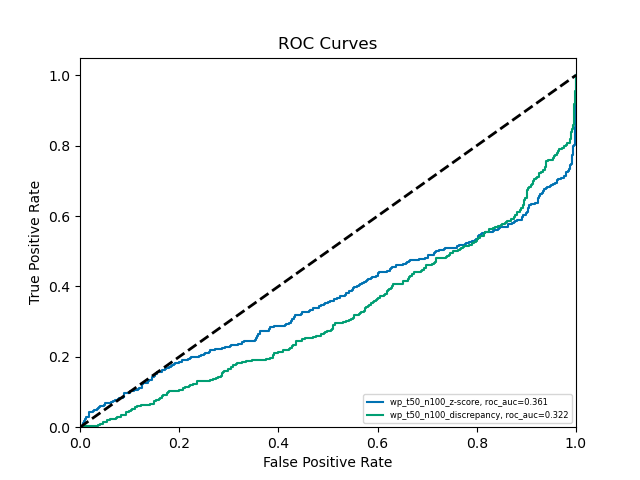 ROC Curves
True Positive Rate
1.0
0.8
0.6
0.4
0.2
0.0
0.0 0.2 0.4 0.6 0.8 1.0
False Positive Rate
wp_t50_n100_z-score, roc_auc=0.361
wp_t50_n100_discrepancy, roc_auc=0.322